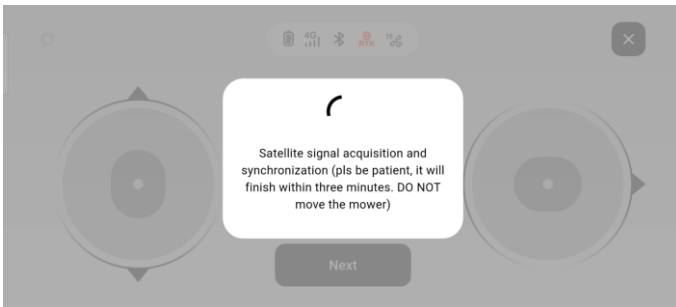 4G
RTK
15
Satellite signal acquisition and
synchronization (pls be patient, it will
finish within three minutes. DO NOT
move the mower)
Next